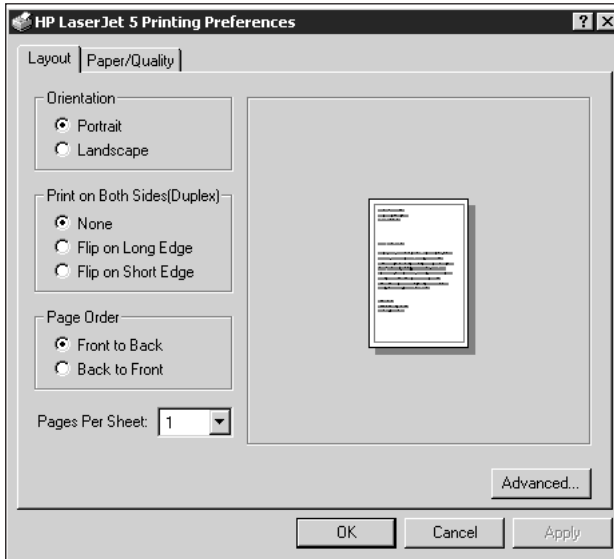 HP LaserJet 5 Printing Preferences
Layout
Paper/Quality
Orientation
Portrait
Landscape
Print on Both Sides(Duplex)
None
Flip on Long Edge
Flip on Short Edge
Page Order
Front to Back
Back to Front
Pages Per Sheet: 1
Advanced...
OK
Cancel
Apply